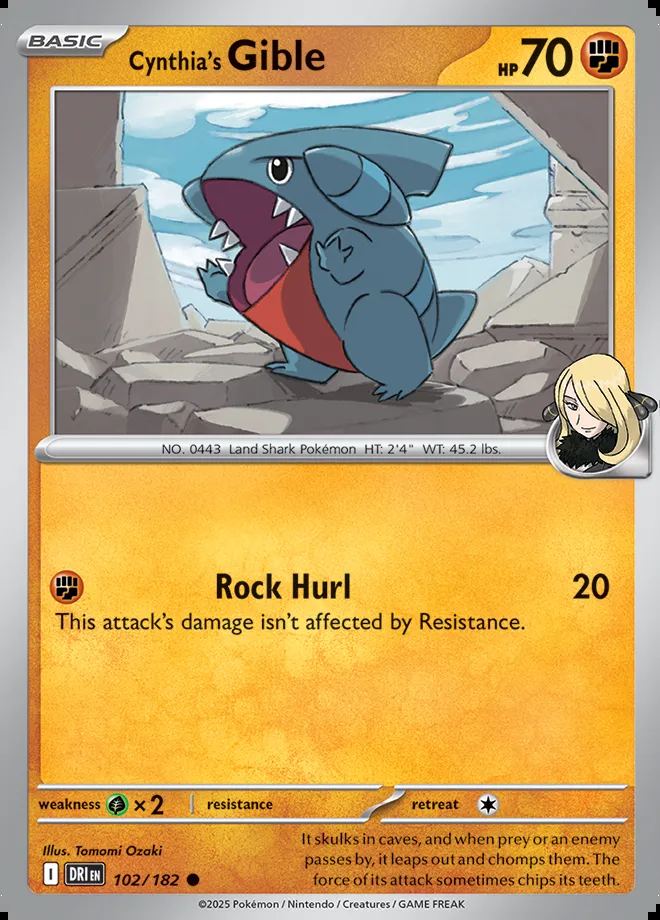 BASIC
Cynthia's Gible
HP 70
NO. 0443 Land Shark Pokémon HT: 2'4" WT: 45.2 lbs.
Rock Hurl 20
This attack's damage isn't affected by Resistance.
weakness ×2 resistance retreat
Illus. Tomomi Ozaki
It skulks in caves, and when prey or an enemy
passes by, it leaps out and chomps them. The
force of its attack sometimes chips its teeth.
I DRI EN 102/182
©2025 Pokémon / Nintendo / Creatures / GAME FREAK